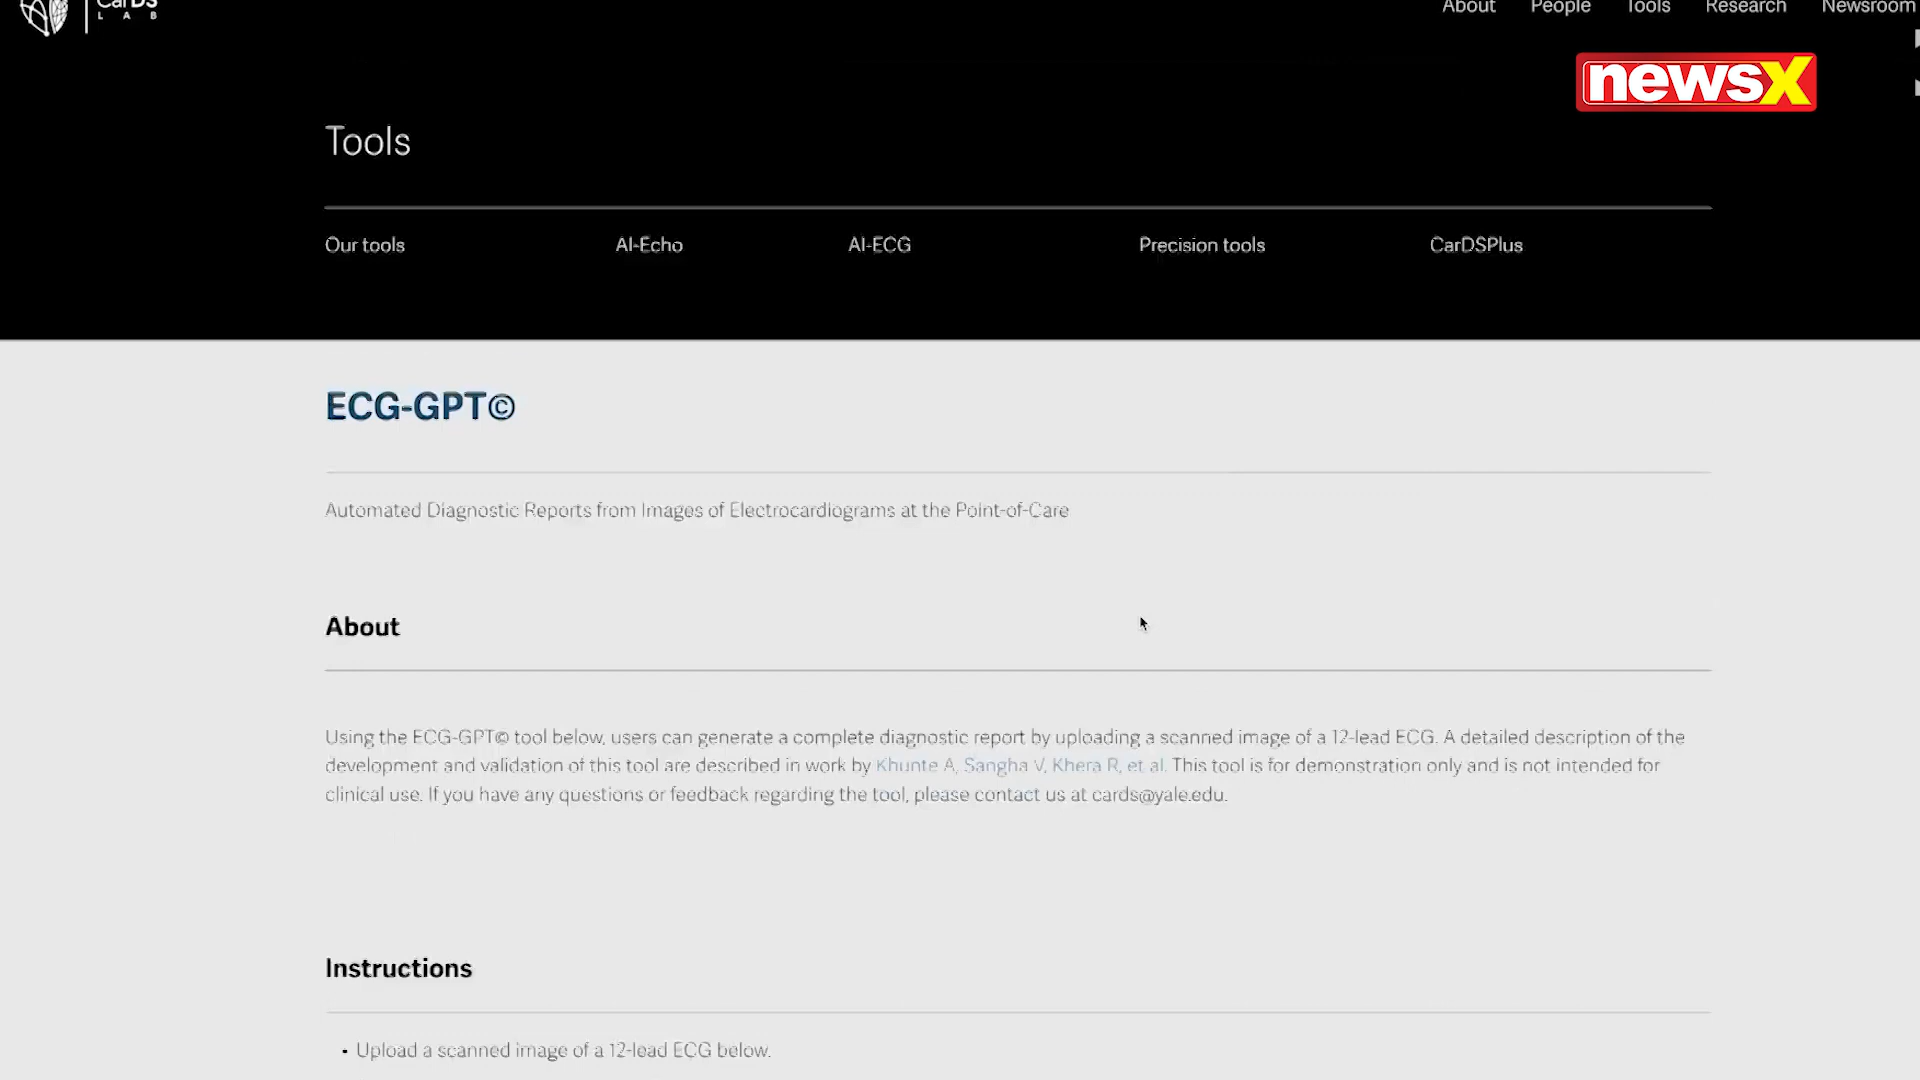 CarDS
LAB
About People Tools Research Newsroom
newsX
Tools
Our tools AI-Echo AI-ECG Precision tools CarDSPlus
ECG-GPT©
Automated Diagnostic Reports from Images of Electrocardiograms at the Point-of-Care
About
Using the ECG-GPT© tool below, users can generate a complete diagnostic report by uploading a scanned image of a 12-lead ECG. A detailed description of the
development and validation of this tool are described in work by Khunte A, Sangha V, Khera R, et al. This tool is for demonstration only and is not intended for
clinical use. If you have any questions or feedback regarding the tool, please contact us at cards@yale.edu.
Instructions
• Upload a scanned image of a 12-lead ECG below.